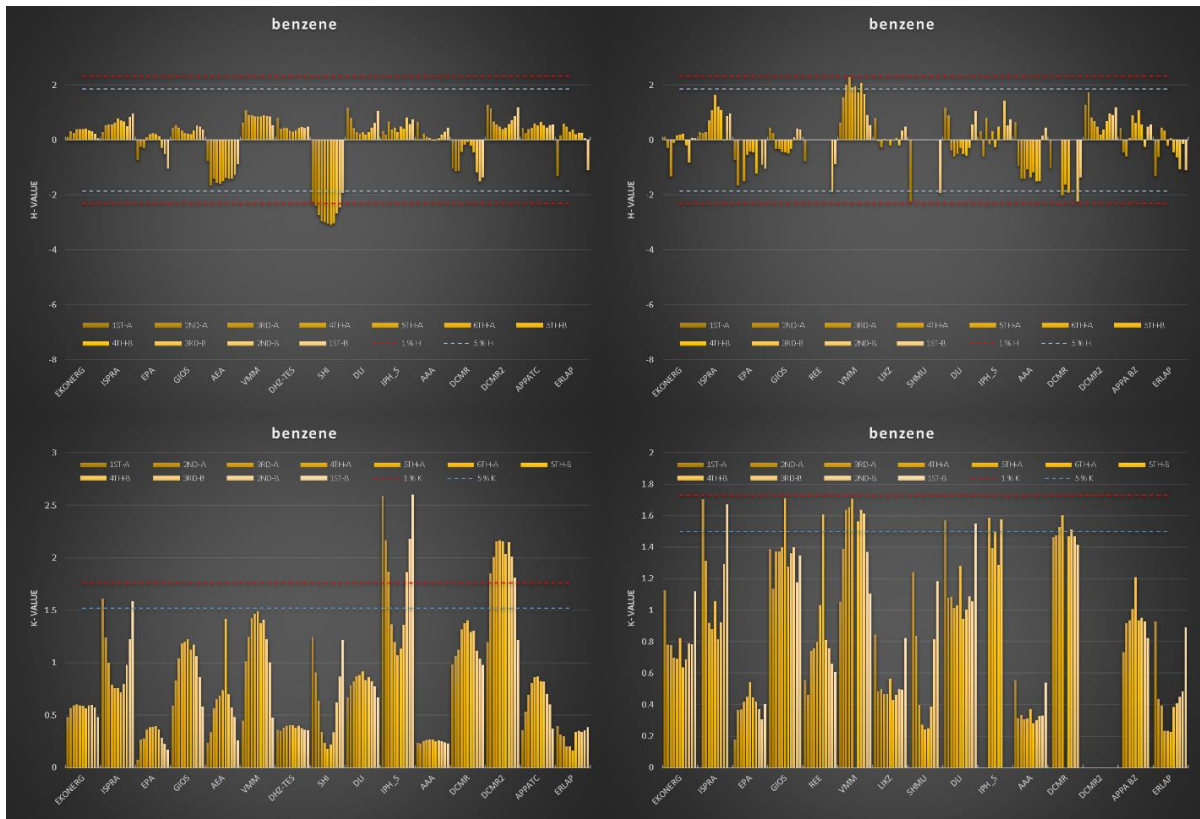 benzene
H- VALUE
2
0
-2
-4
-6
-8
1ST-A 2ND-A 3RD-A 4TH-A 5TH-A 6TH-A 5TH-B
4TH-B 3RD-B 2ND-B 1ST-B 1 % H 5 % H
EKONERG ISPRA EPA GIOS AEA VMM DHZ-TES SHI DLI IPH_S AAA DCMR DCMR2 APPATC ERLAP
benzene
H- VALUE
2
0
-2
-4
-6
-8
1ST-A 2ND-A 3RD-A 4TH-A 5TH-A 6TH-A 5TH-B
4TH-B 3RD-B 2ND-B 1ST-B 1 % H 5 % H
EKONERG ISPRA EPA GIOS REE VMM LIKZ SHMU DLI IPH_S AAA DCMR DCMR2 APPA BZ ERLAP
benzene
K- VALUE
3
2.5
2
1.5
1
0.5
0
1ST-A 2ND-A 3RD-A 4TH-A 5TH-A 6TH-A 5TH-B
4TH-B 3RD-B 2ND-B 1ST-B 1 % K 5 % K
EKONERG ISPRA EPA GIOS AEA VMM DHZ-TES SHI DLI IPH_S AAA DCMR DCMR2 APPATC ERLAP
benzene
K- VALUE
2
1.8
1.6
1.4
1.2
1
0.8
0.6
0.4
0.2
0
1ST-A 2ND-A 3RD-A 4TH-A 5TH-A 6TH-A 5TH-B
4TH-B 3RD-B 2ND-B 1ST-B 1 % K 5 % K
EKONERG ISPRA EPA GIOS REE VMM LIKZ SHMU DLI IPH_S AAA DCMR DCMR2 APPA BZ ERLAP